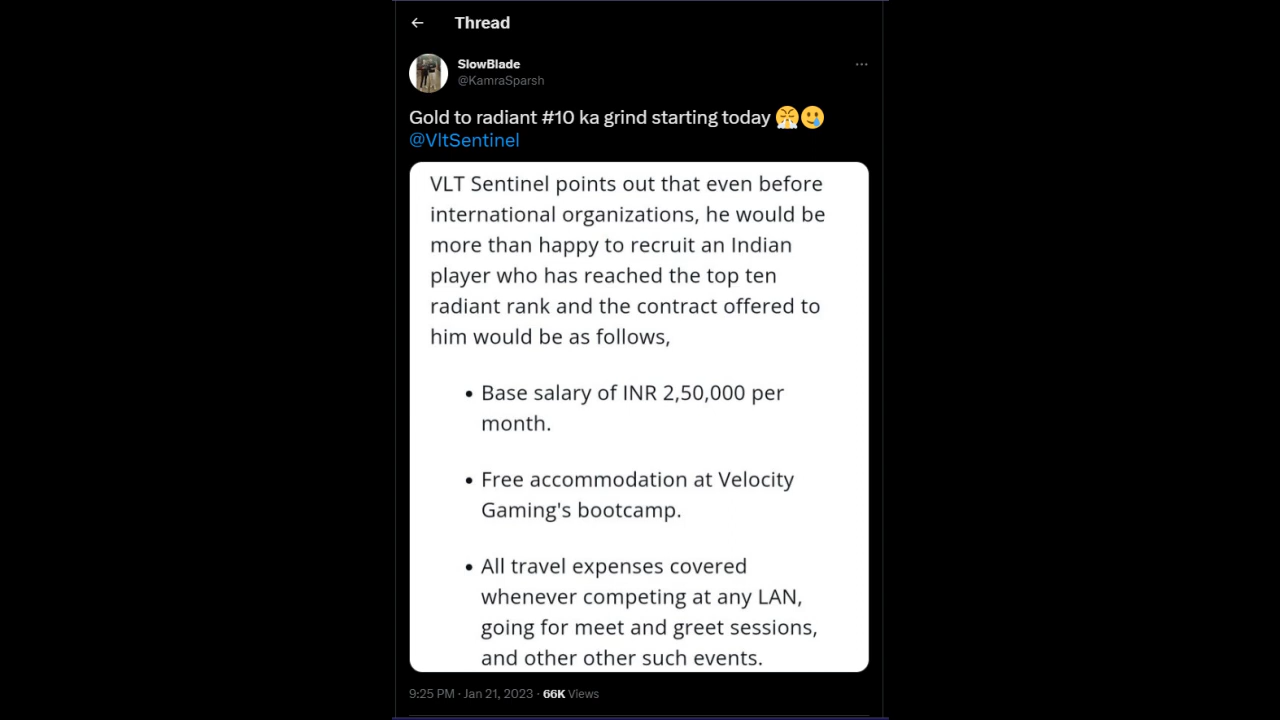 Thread
SlowBlade
@KamraSparsh
Gold to radiant #10 ka grind starting today 😤🥲
@VltSentinel
VLT Sentinel points out that even before
international organizations, he would be
more than happy to recruit an Indian
player who has reached the top ten
radiant rank and the contract offered to
him would be as follows,
• Base salary of INR 2,50,000 per
month.
• Free accommodation at Velocity
Gaming's bootcamp.
• All travel expenses covered
whenever competing at any LAN,
going for meet and greet sessions,
and other other such events.
9:25 PM · Jan 21, 2023 · 66K Views